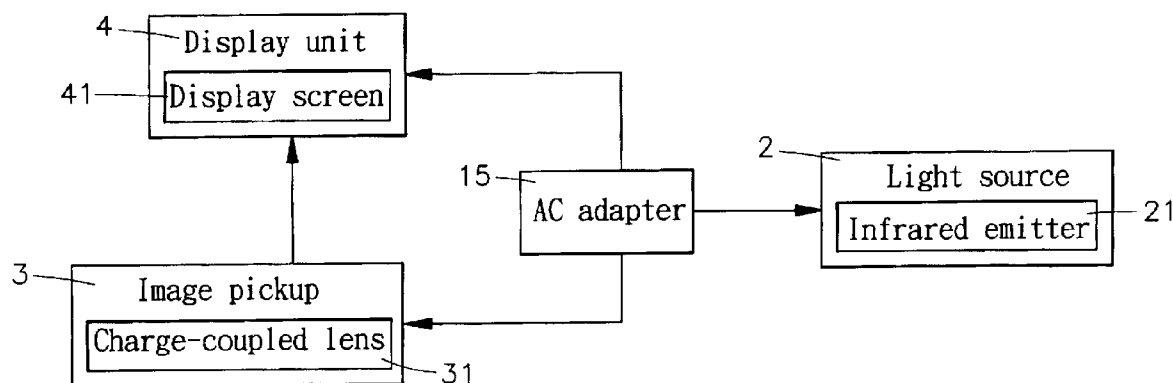 4
Display unit
41
Display screen
15
AC adapter
2
Light source
Infrared emitter
21
3
Image pickup
Charge-coupled lens
31